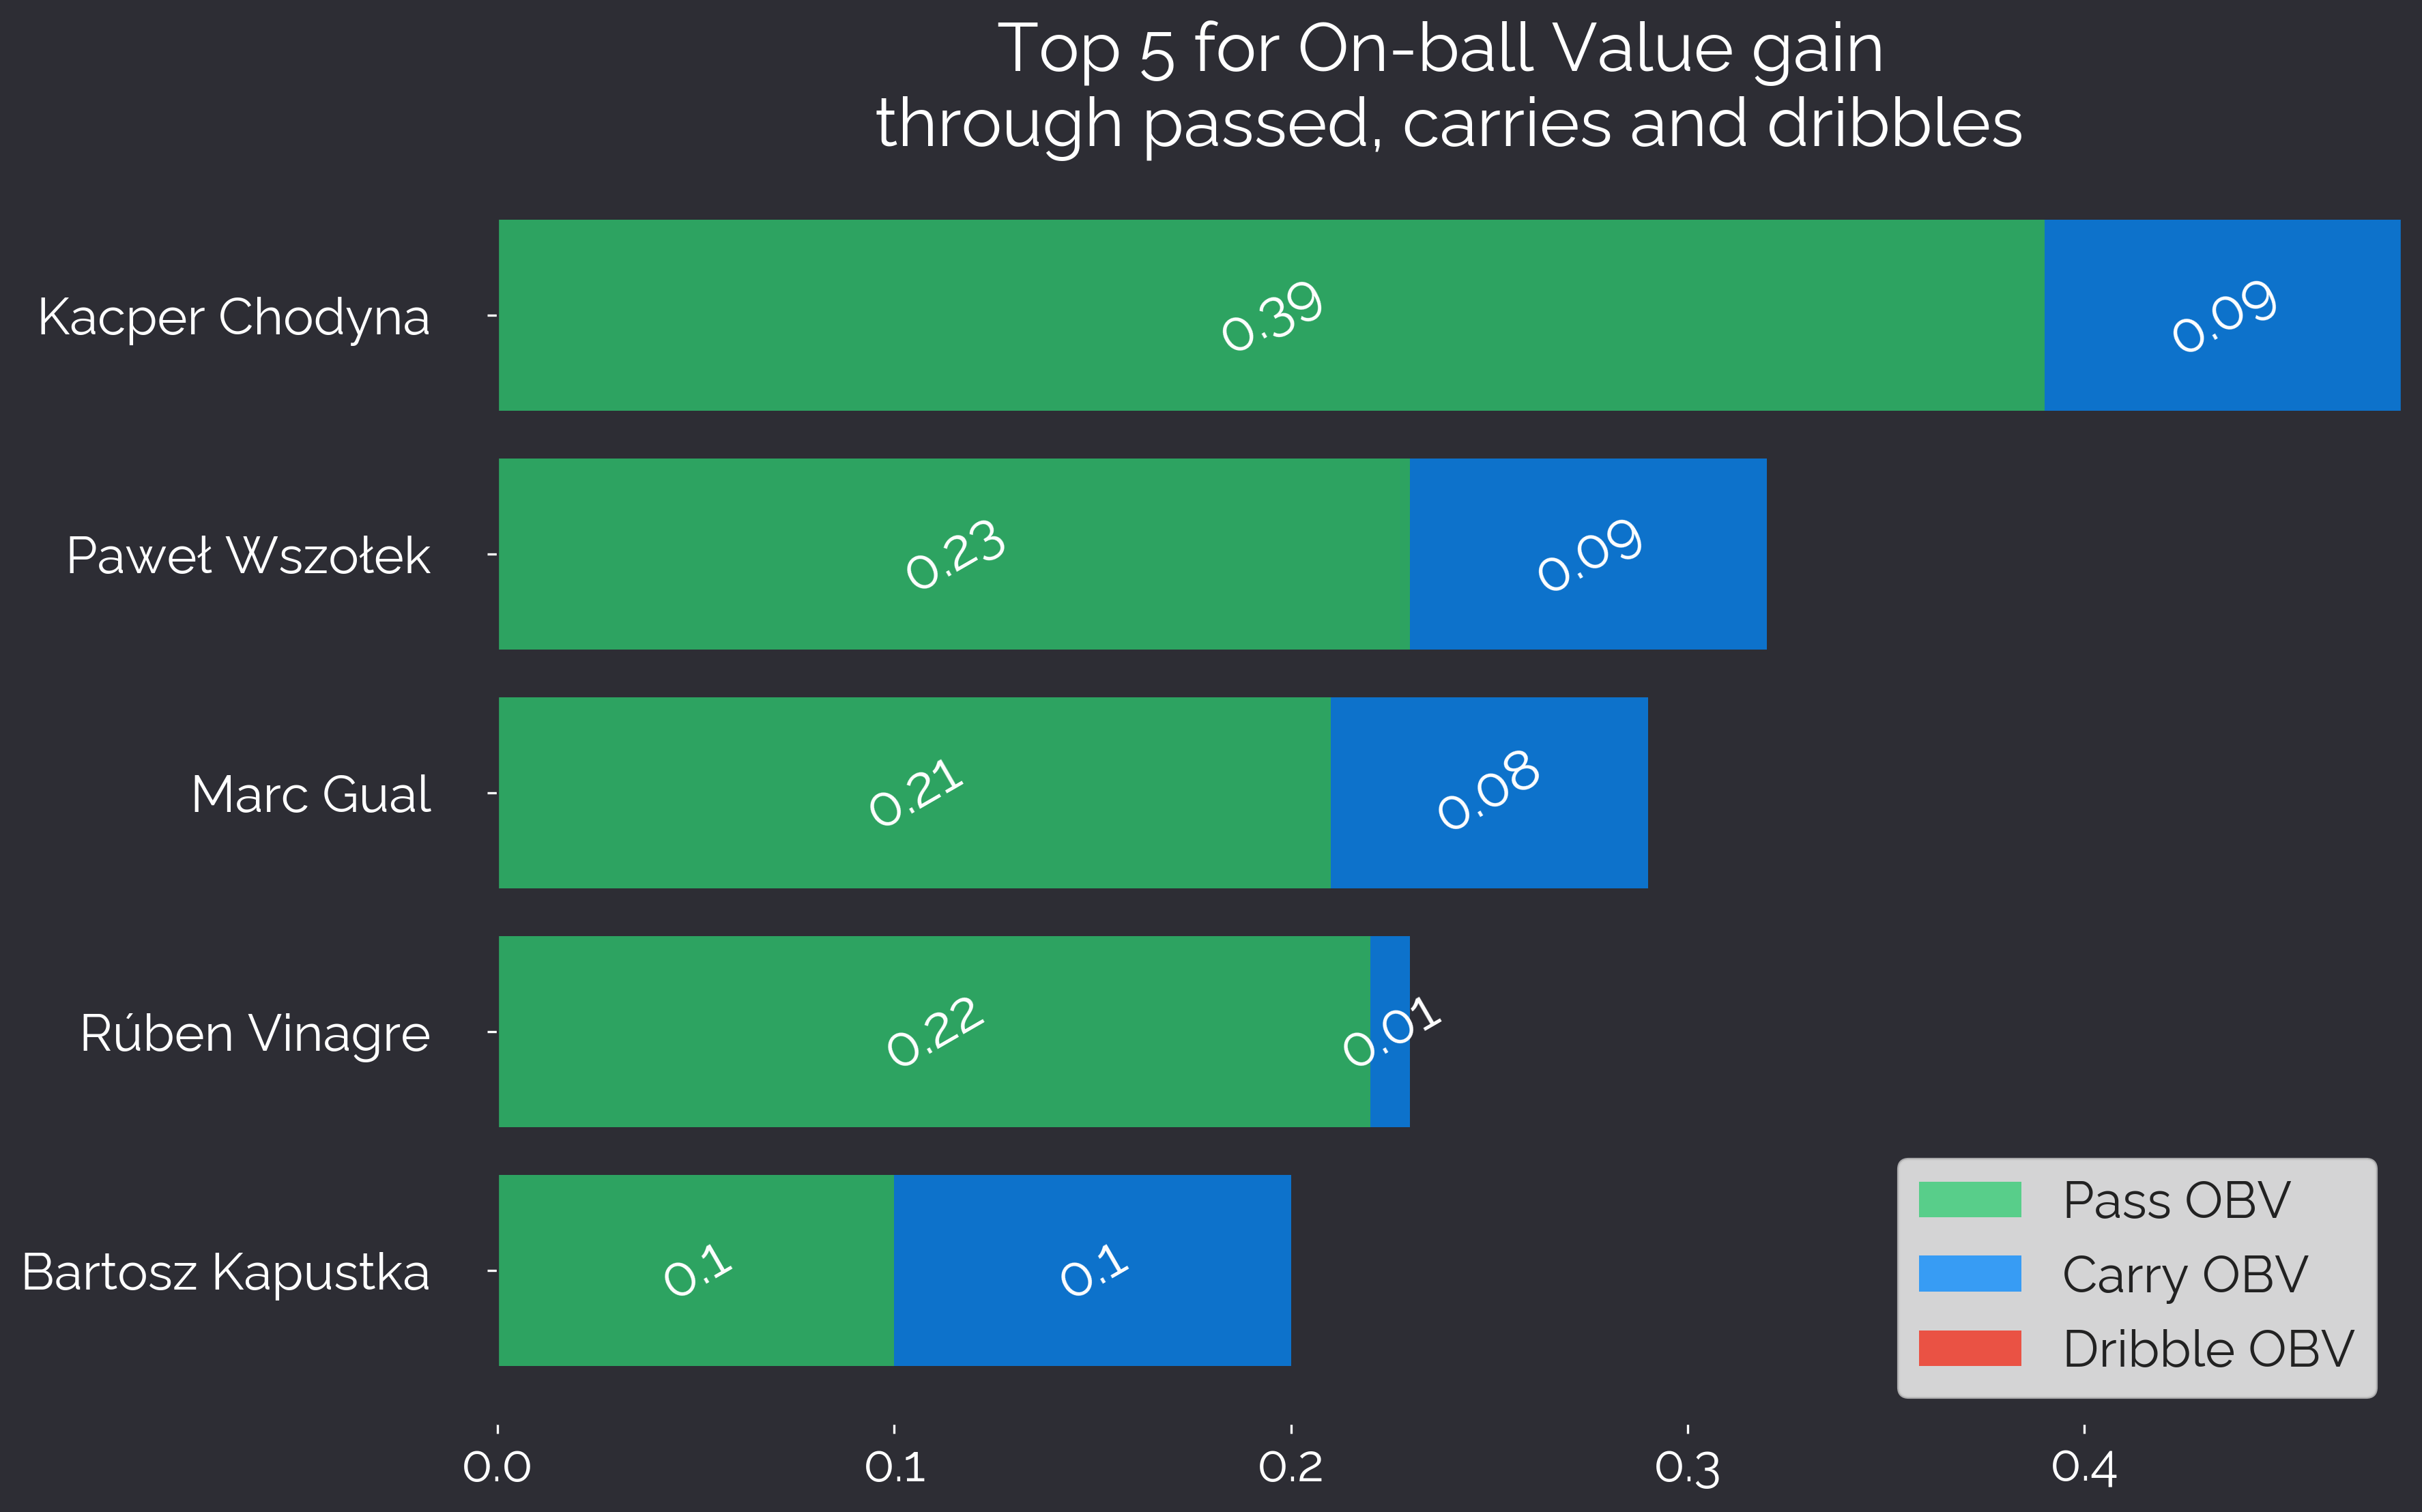 Top 5 for On-ball Value gain
through passed, carries and dribbles
Kacper Chodyna
0.39
0.09
Paweł Wszołek
0.23
0.09
Marc Gual
0.21
0.08
Rúben Vinagre
0.22
0.01
Bartosz Kapustka
0.1
0.1
Pass OBV
Carry OBV
Dribble OBV
0.0 0.1 0.2 0.3 0.4